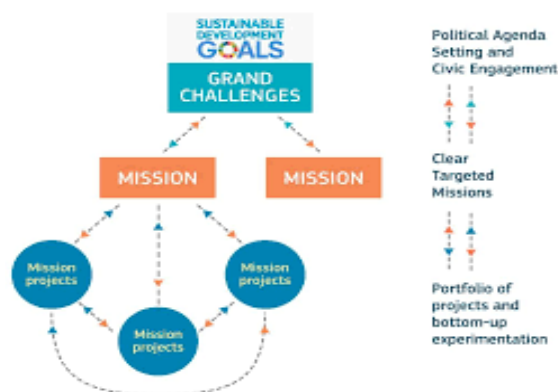 SUSTAINABLE
DEVELOPMENT
GOALS
GRAND
CHALLENGES
MISSION
MISSION
Mission
projects
Mission
projects
Mission
projects
Political Agenda
Setting and
Civic Engagement
Clear
Targeted
Missions
Portfolio of
projects and
bottom-up
experimentation